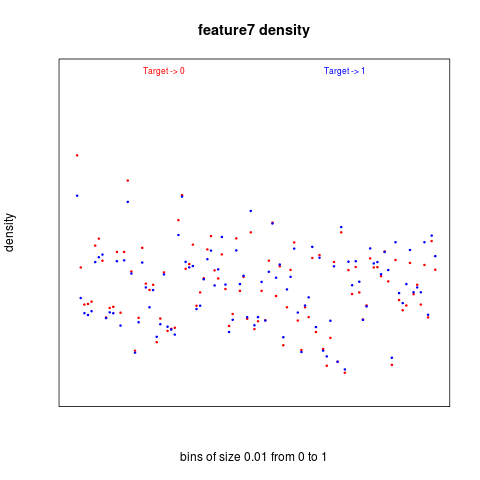 feature7 density
Target -> 0
Target -> 1
density
bins of size 0.01 from 0 to 1